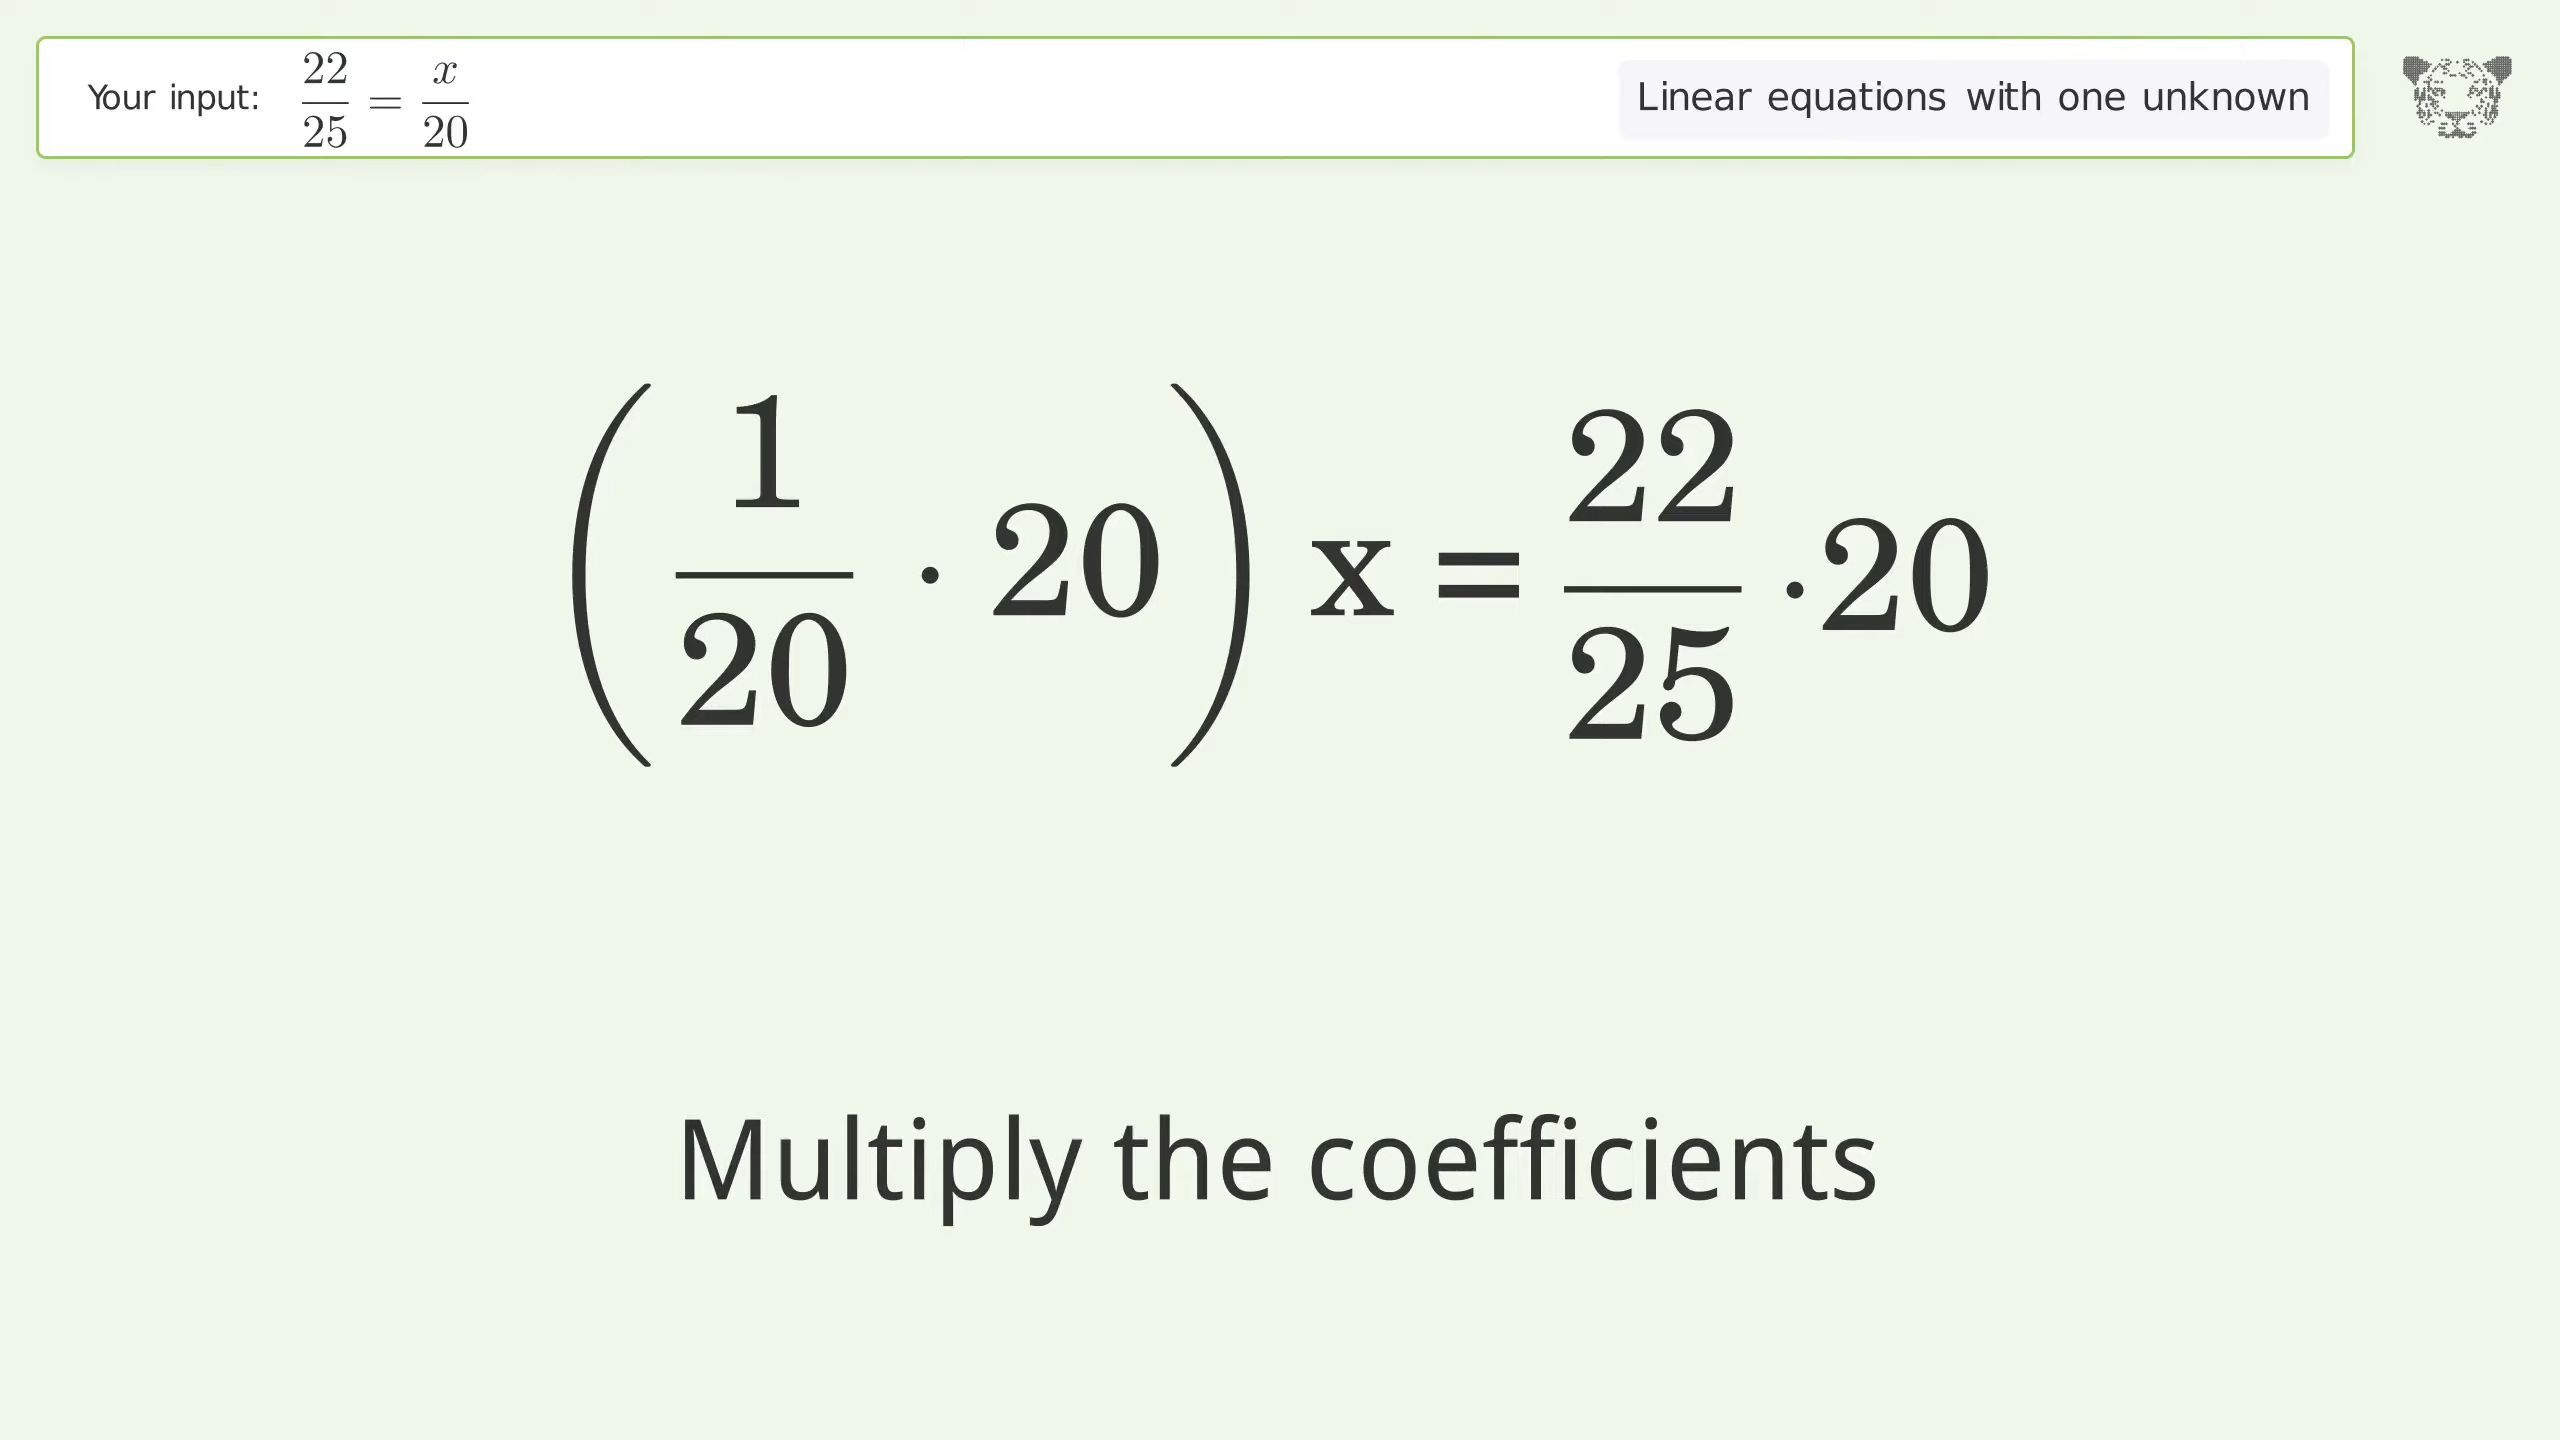 Your input: 22/25 = x/20
Linear equations with one unknown
(1/20 · 20) x = 22/25 · 20
Multiply the coefficients